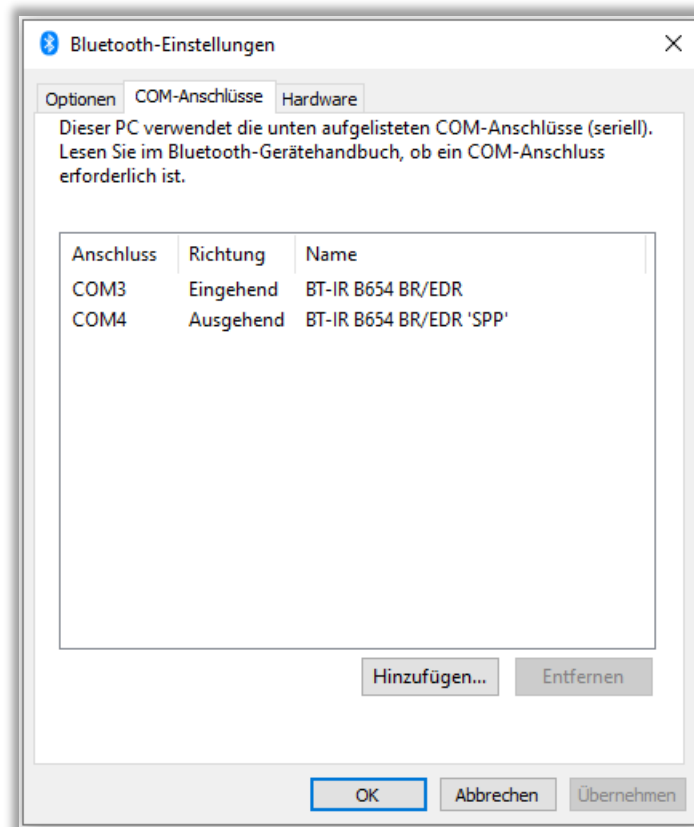 Bluetooth-Einstellungen
Optionen COM-Anschlüsse Hardware
Dieser PC verwendet die unten aufgelisteten COM-Anschlüsse (seriell).
Lesen Sie im Bluetooth-Gerätehandbuch, ob ein COM-Anschluss
erforderlich ist.
Anschluss Richtung Name
COM3 Eingehend BT-IR B654 BR/EDR
COM4 Ausgehend BT-IR B654 BR/EDR 'SPP'
Hinzufügen... Entfernen
OK Abbrechen Übernehmen